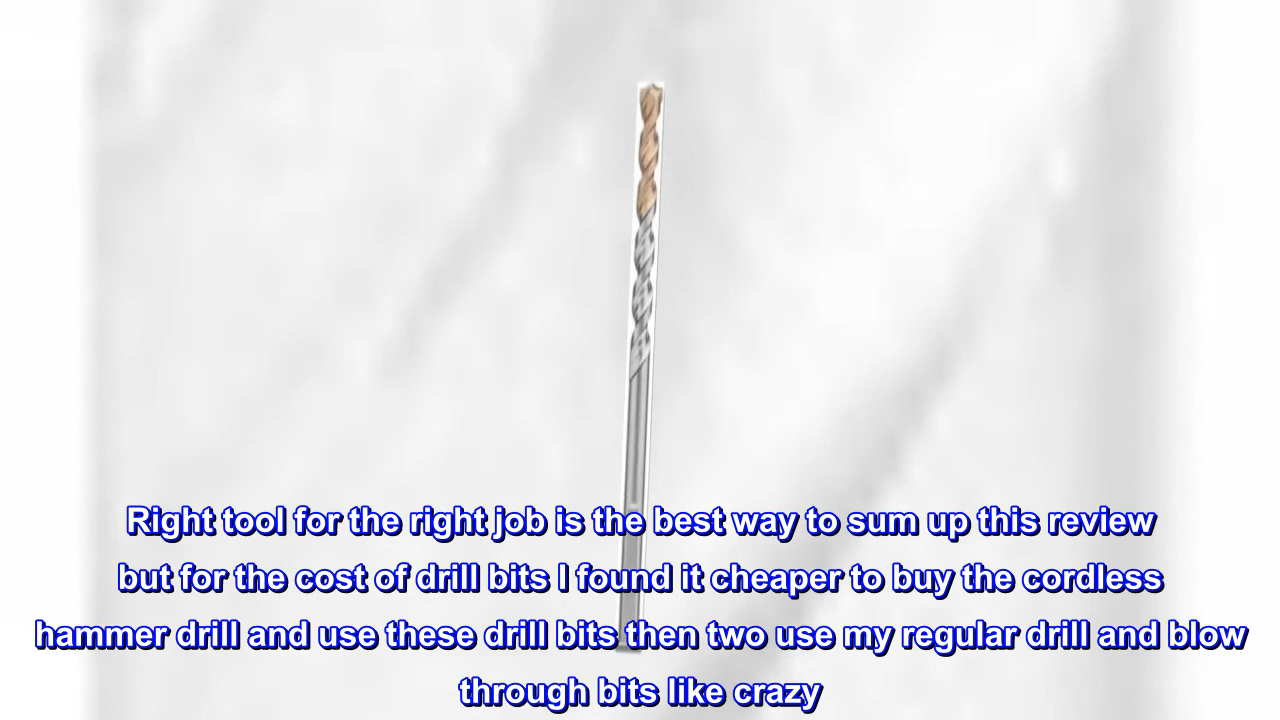 Right tool for the right job is the best way to sum up this review
but for the cost of drill bits I found it cheaper to buy the cordless
hammer drill and use these drill bits then two use my regular drill and blow
through bits like crazy